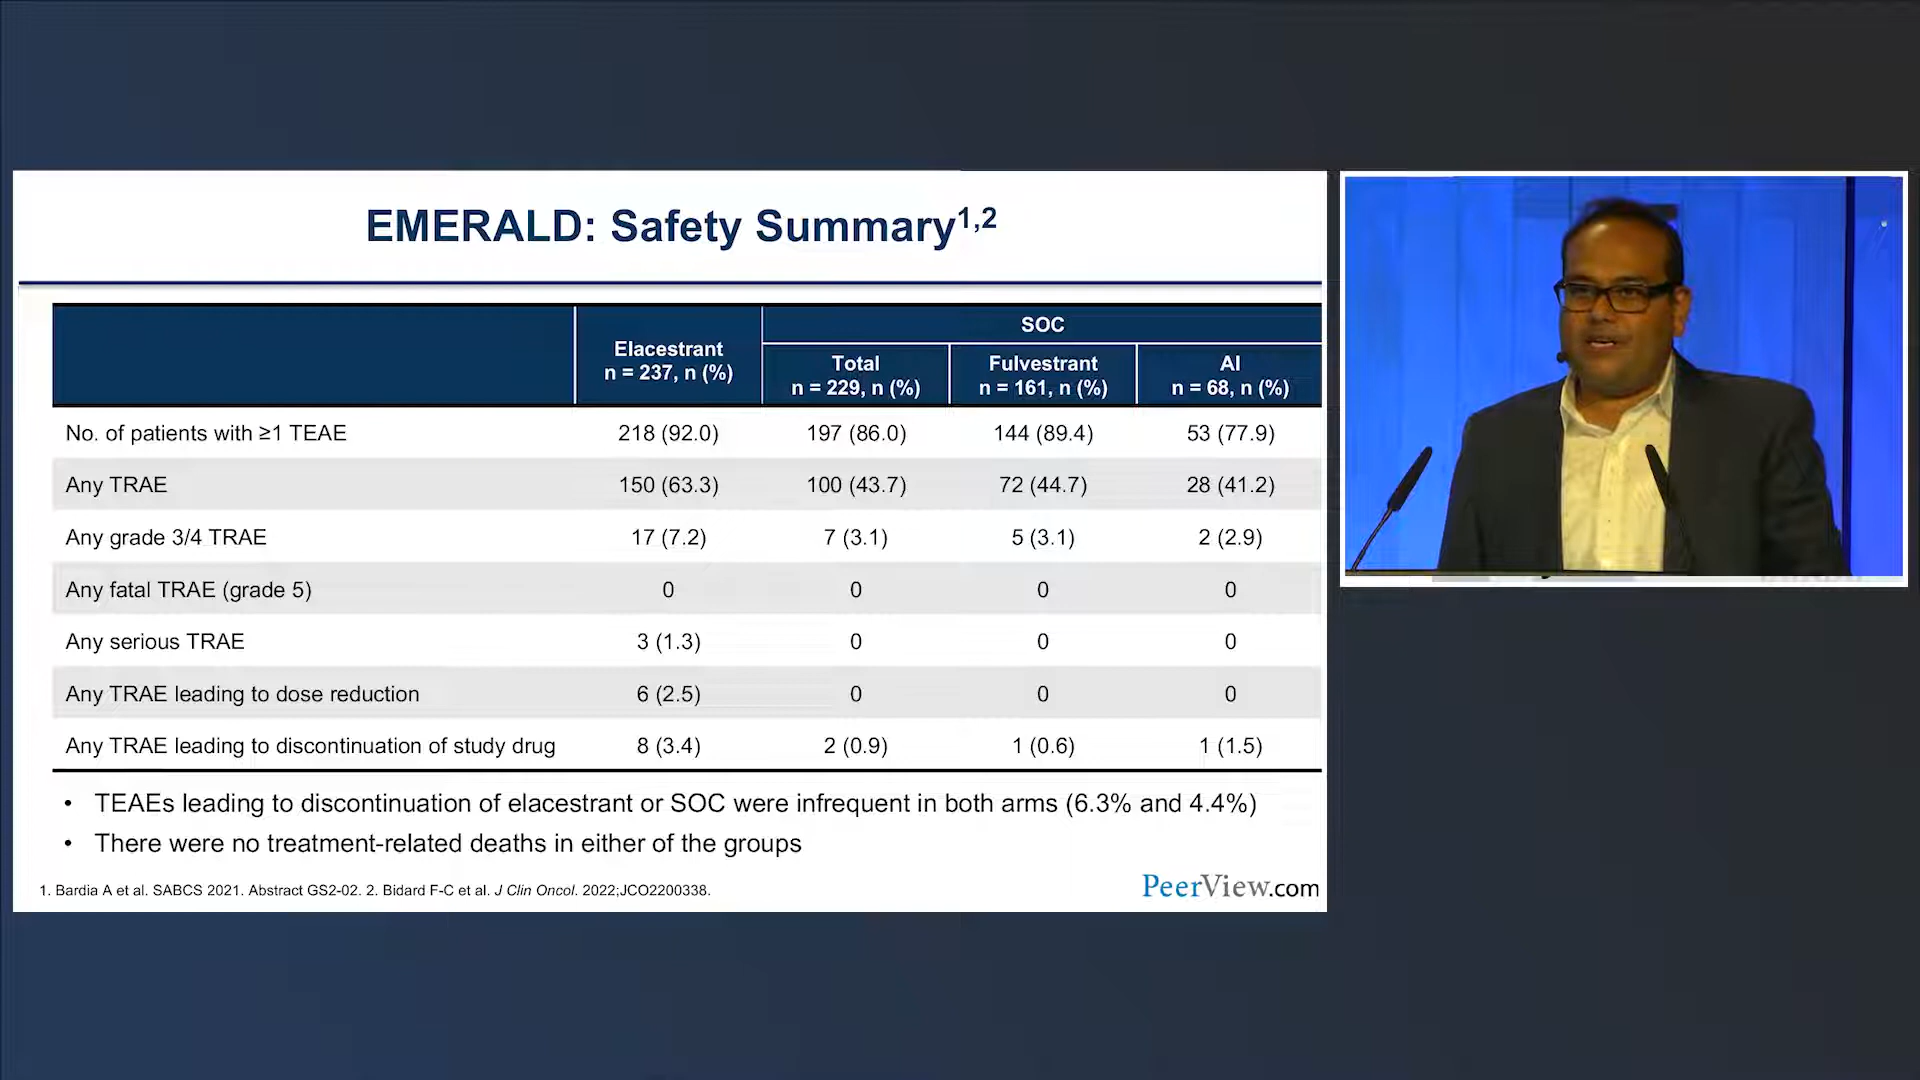 EMERALD: Safety Summary1,2
SOC
Elacestrant
n = 237, n (%)
Total
n = 229, n (%)
Fulvestrant
n = 161, n (%)
AI
n = 68, n (%)
No. of patients with ≥1 TEAE 218 (92.0) 197 (86.0) 144 (89.4) 53 (77.9)
Any TRAE 150 (63.3) 100 (43.7) 72 (44.7) 28 (41.2)
Any grade 3/4 TRAE 17 (7.2) 7 (3.1) 5 (3.1) 2 (2.9)
Any fatal TRAE (grade 5) 0 0 0 0
Any serious TRAE 3 (1.3) 0 0 0
Any TRAE leading to dose reduction 6 (2.5) 0 0 0
Any TRAE leading to discontinuation of study drug 8 (3.4) 2 (0.9) 1 (0.6) 1 (1.5)
• TEAEs leading to discontinuation of elacestrant or SOC were infrequent in both arms (6.3% and 4.4%)
• There were no treatment-related deaths in either of the groups
1. Bardia A et al. SABCS 2021. Abstract GS2-02. 2. Bidard F-C et al. J Clin Oncol. 2022;JCO2200338.
PeerView.com